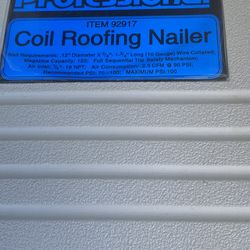 Professional
ITEM 92917
Coil Roofing Nailer
Nail Requirements: .12" Diameter X 3/4"- 1-3/4" Long (16 Gauge) Wire Collated;
Magazine Capacity: 120; Full Sequential Trip Safety Mechanism;
Air Inlet: 1/4"-18 NPT; Air Consumption: 2.5 CFM @ 90 PSI;
Recommended PSI: 70-100; MAXIMUM PSI:100